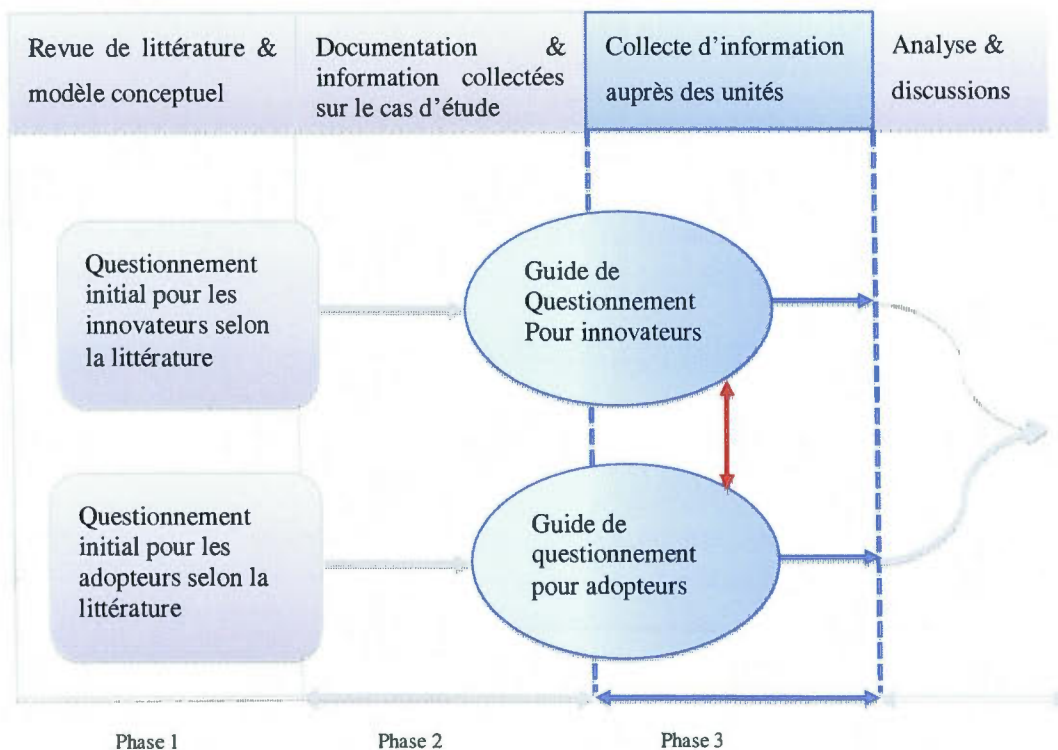 Revue de littérature &
modèle conceptuel
Documentation &
information collectées
sur le cas d'étude
Collecte d'information
auprès des unités
Analyse &
discussions
Questionnement
initial pour les
innovateurs selon
la littérature
Guide de
Questionnement
Pour innovateurs
Questionnement
initial pour les
adopteurs selon la
littérature
Guide de
questionnement
pour adopteurs
Phase 1
Phase 2
Phase 3